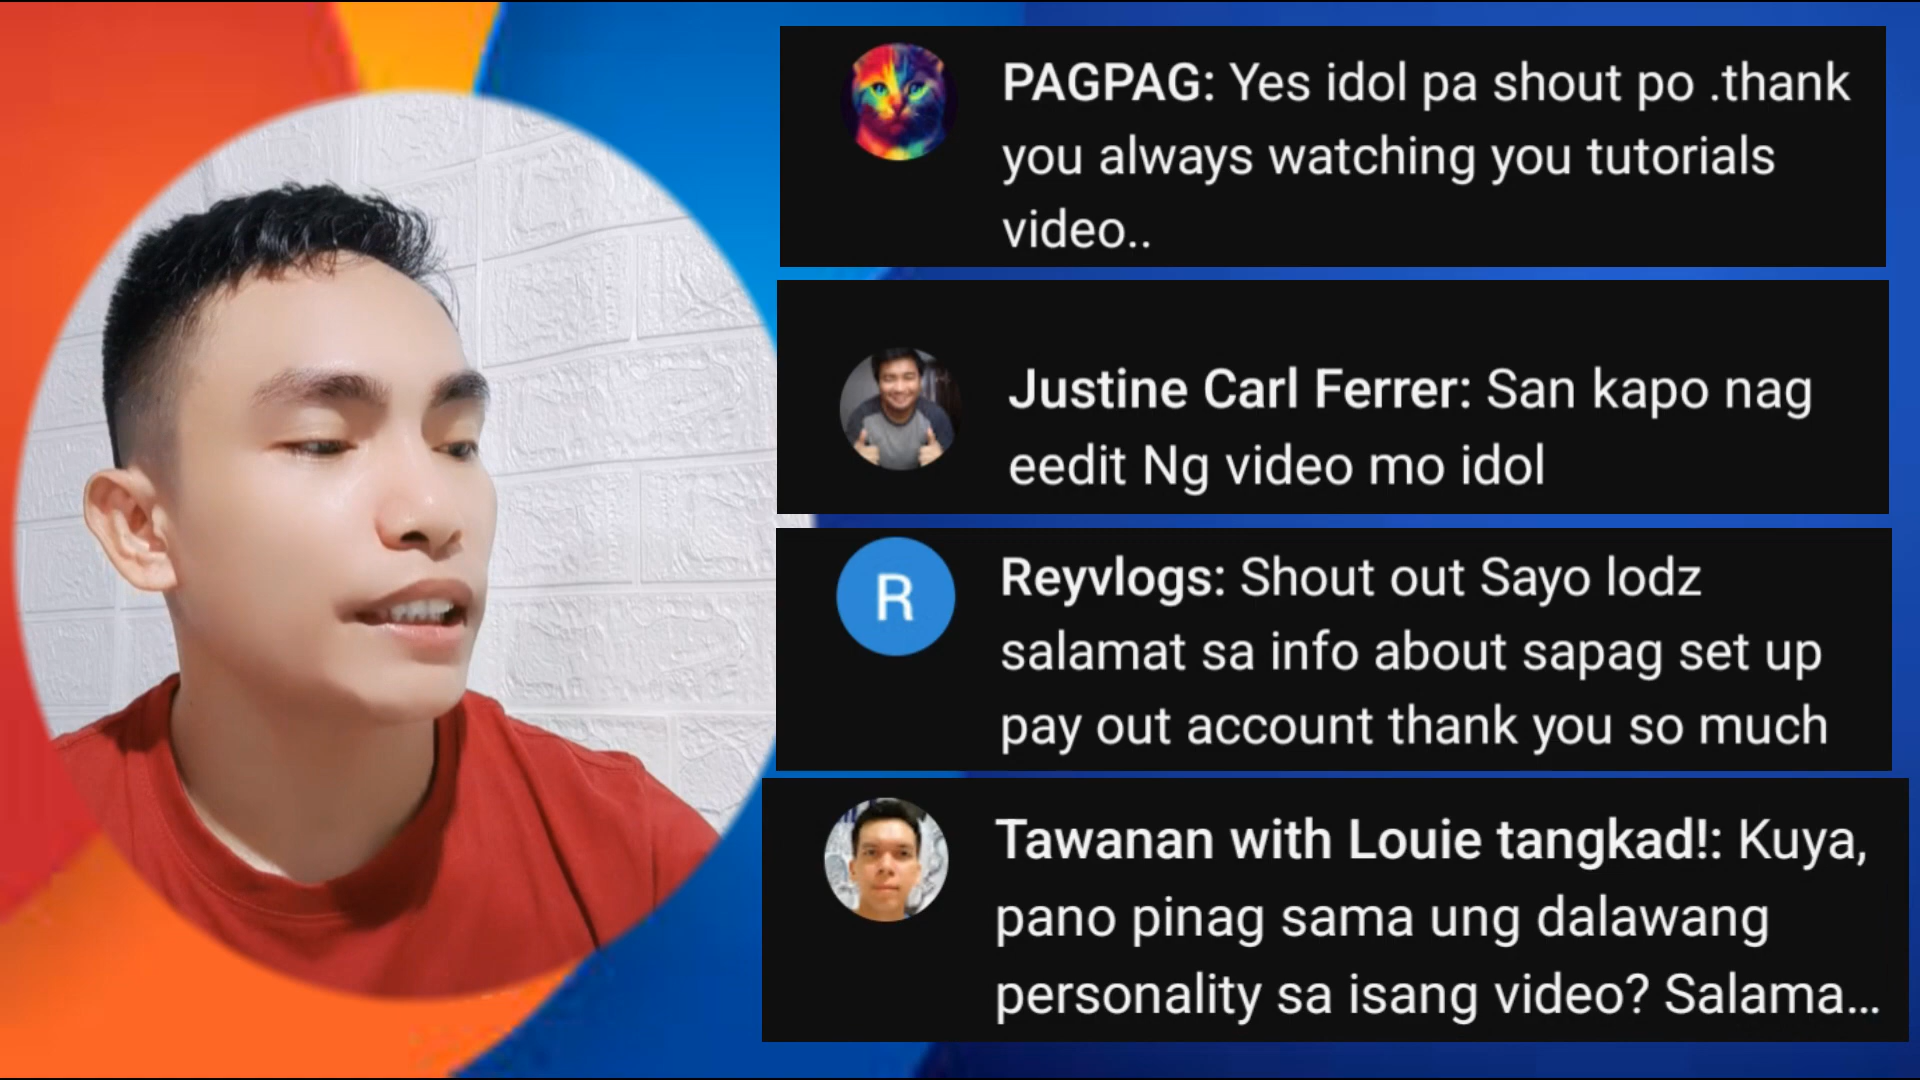 PAGPAG: Yes idol pa shout po .thank
you always watching you tutorials
video..
Justine Carl Ferrer: San kapo nag
eedit Ng video mo idol
R
Reyvlogs: Shout out Sayo lodz
salamat sa info about sapag set up
pay out account thank you so much
Tawanan with Louie tangkad!: Kuya,
pano pinag sama ung dalawang
personality sa isang video? Salama...